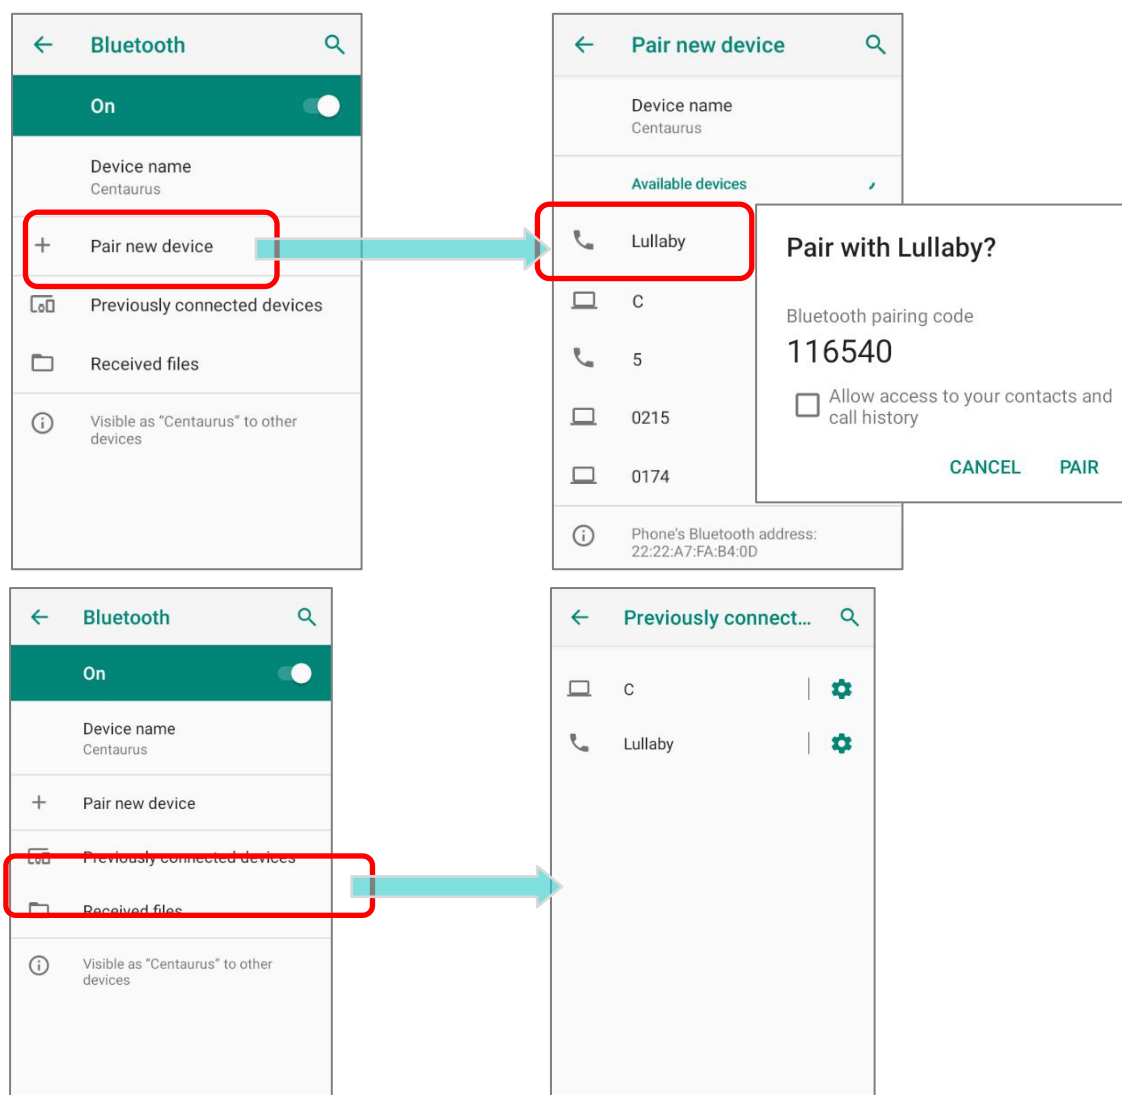 Bluetooth
On
Device name
Centaurus
Pair new device
Previously connected devices
Received files
Visible as “Centaurus” to other
devices
Pair new device
Device name
Centaurus
Available devices
Lullaby
C
5
0215
0174
Phone's Bluetooth address:
22:22:A7:FA:B4:0D
Pair with Lullaby?
Bluetooth pairing code
116540
Allow access to your contacts and
call history
CANCEL PAIR
Bluetooth
On
Device name
Centaurus
Pair new device
Previously connected devices
Received files
Visible as “Centaurus” to other
devices
Previously connect...
C
Lullaby